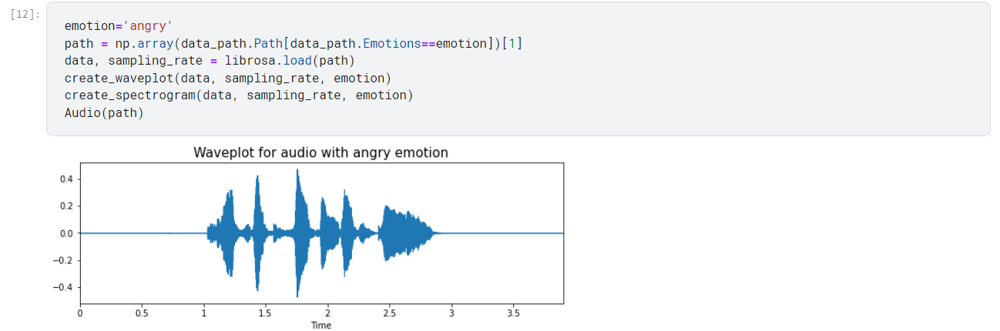 [12]:
emotion='angry'
path = np.array(data_path.Path[data_path.Emotions==emotion])[1]
data, sampling_rate = librosa.load(path)
create_waveplot(data, sampling_rate, emotion)
create_spectrogram(data, sampling_rate, emotion)
Audio(path)
Waveplot for audio with angry emotion
0.4
0.2
0.0
−0.2
−0.4
0 0.5 1 1.5 2 2.5 3 3.5
Time